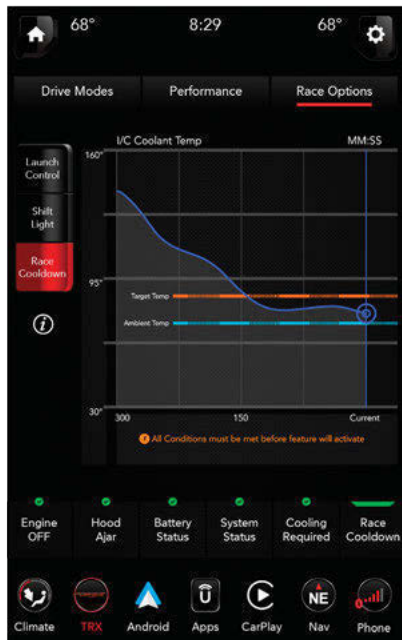 68° 8:29 68°
Drive Modes Performance Race Options
I/C Coolant Temp MM:SS
Launch
Control
Shift
Light
Race
Cooldown
i
160°
95°
30°
Target Temp
Ambient Temp
300 150 Current
! All Conditions must be met before feature will activate
Engine
OFF
Hood
Ajar
Battery
Status
System
Status
Cooling
Required
Race
Cooldown
NE
Climate TRX Android Apps CarPlay Nav Phone